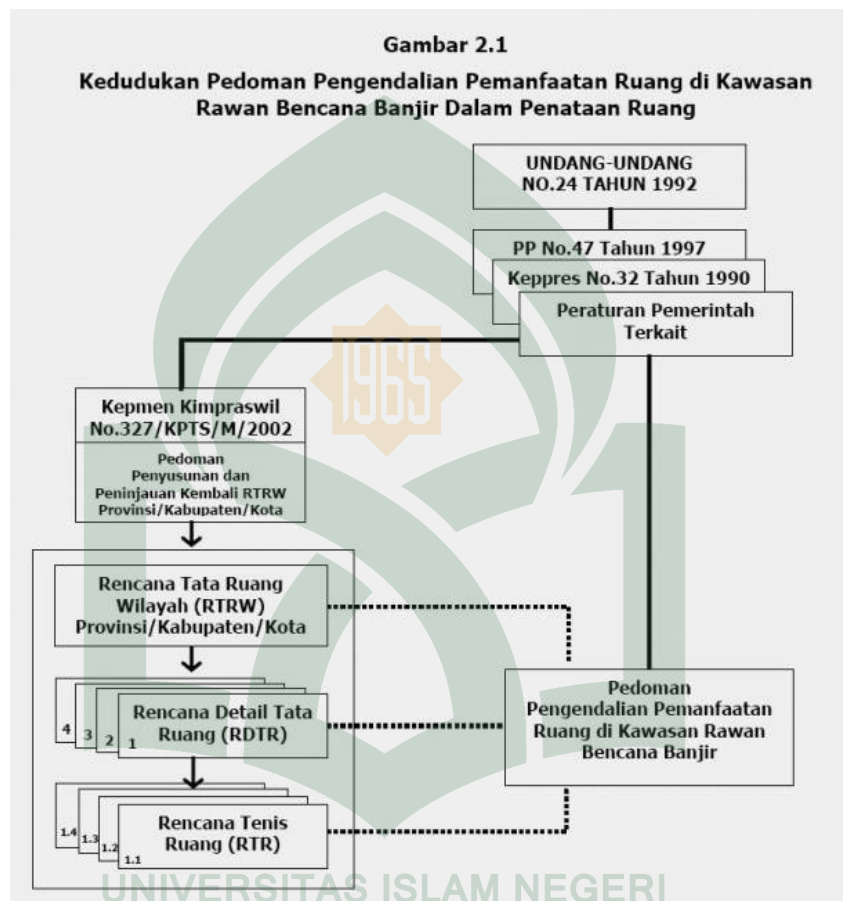 Gambar 2.1
Kedudukan Pedoman Pengendalian Pemanfaatan Ruang di Kawasan
Rawan Bencana Banjir Dalam Penataan Ruang
UNDANG-UNDANG
NO.24 TAHUN 1992
PP No.47 Tahun 1997
Keppres No.32 Tahun 1990
Peraturan Pemerintah
Terkait
1965
Kepmen Kimpraswil
No.327/KPTS/M/2002
Pedoman
Penyusunan dan
Peninjauan Kembali RTRW
Provinsi/Kabupaten/Kota
Rencana Tata Ruang
Wilayah (RTRW)
Provinsi/Kabupaten/Kota
4
3
2
1
Rencana Detail Tata
Ruang (RDTR)
Pedoman
Pengendalian Pemanfaatan
Ruang di Kawasan Rawan
Bencana Banjir
1.4
1.3
1.2
1.1
Rencana Tenis
Ruang (RTR)
UNIVERSITAS ISLAM NEGERI